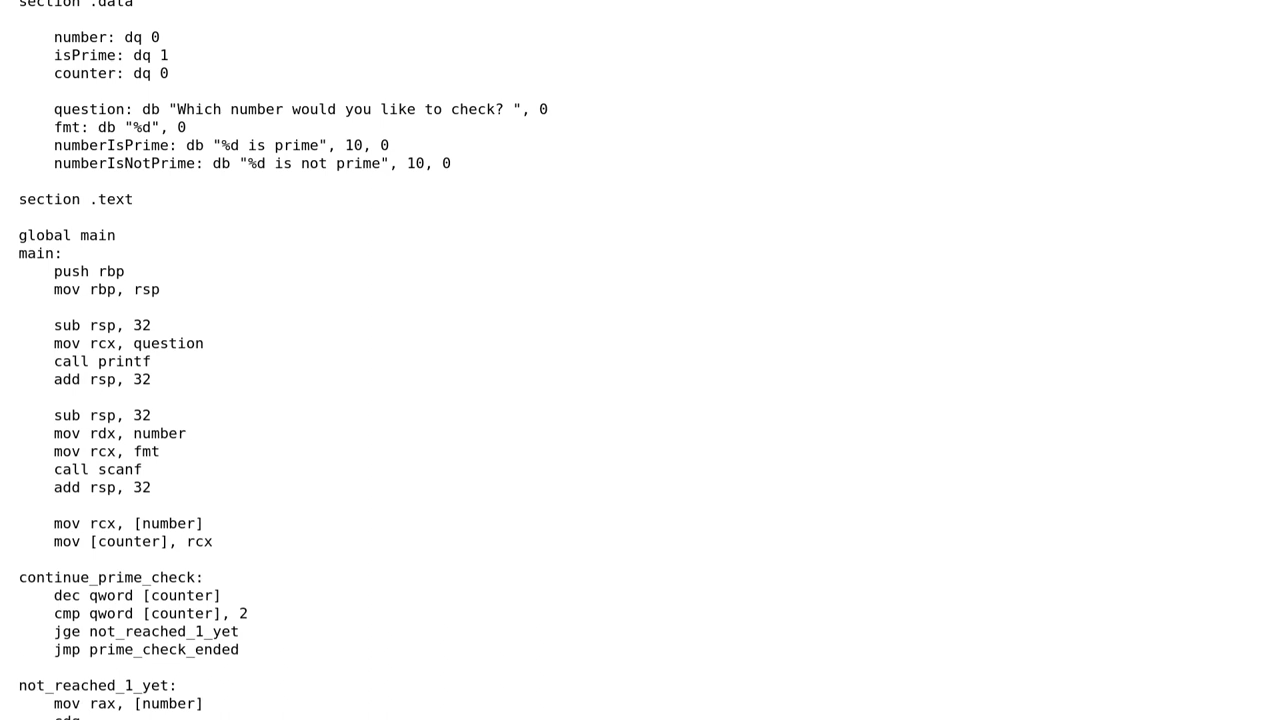 section .data
number: dq 0
isPrime: dq 1
counter: dq 0
question: db "Which number would you like to check? ", 0
fmt: db "%d", 0
numberIsPrime: db "%d is prime", 10, 0
numberIsNotPrime: db "%d is not prime", 10, 0
section .text
global main
main:
push rbp
mov rbp, rsp
sub rsp, 32
mov rcx, question
call printf
add rsp, 32
sub rsp, 32
mov rdx, number
mov rcx, fmt
call scanf
add rsp, 32
mov rcx, [number]
mov [counter], rcx
continue_prime_check:
dec qword [counter]
cmp qword [counter], 2
jge not_reached_1_yet
jmp prime_check_ended
not_reached_1_yet:
mov rax, [number]